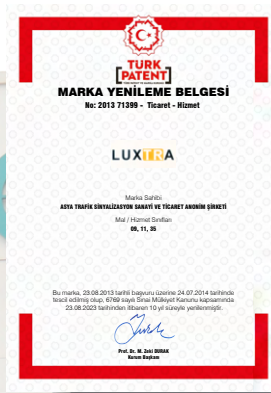 TÜRK
PATENT
MARKA YENİLEME BELGESİ
No: 2013 71399 - Ticaret - Hizmet
LUXTRA
Marka Sahibi
ASYA TRAFİK SİNYALİZASYON SANAYİ VE TİCARET ANONİM ŞİRKETİ
Mal / Hizmet Sınıfları
09, 11, 35
Bu marka, 23.08.2013 tarihli başvuru üzerine 24.07.2014 tarihinde
tescil edilmiş olup, 6769 sayılı Sınai Mülkiyet Kanunu kapsamında
23.08.2023 tarihinden itibaren 10 yıl süreyle yenilenmiştir.
Prof. Dr. M. Zeki DURAK
Kurum Başkanı